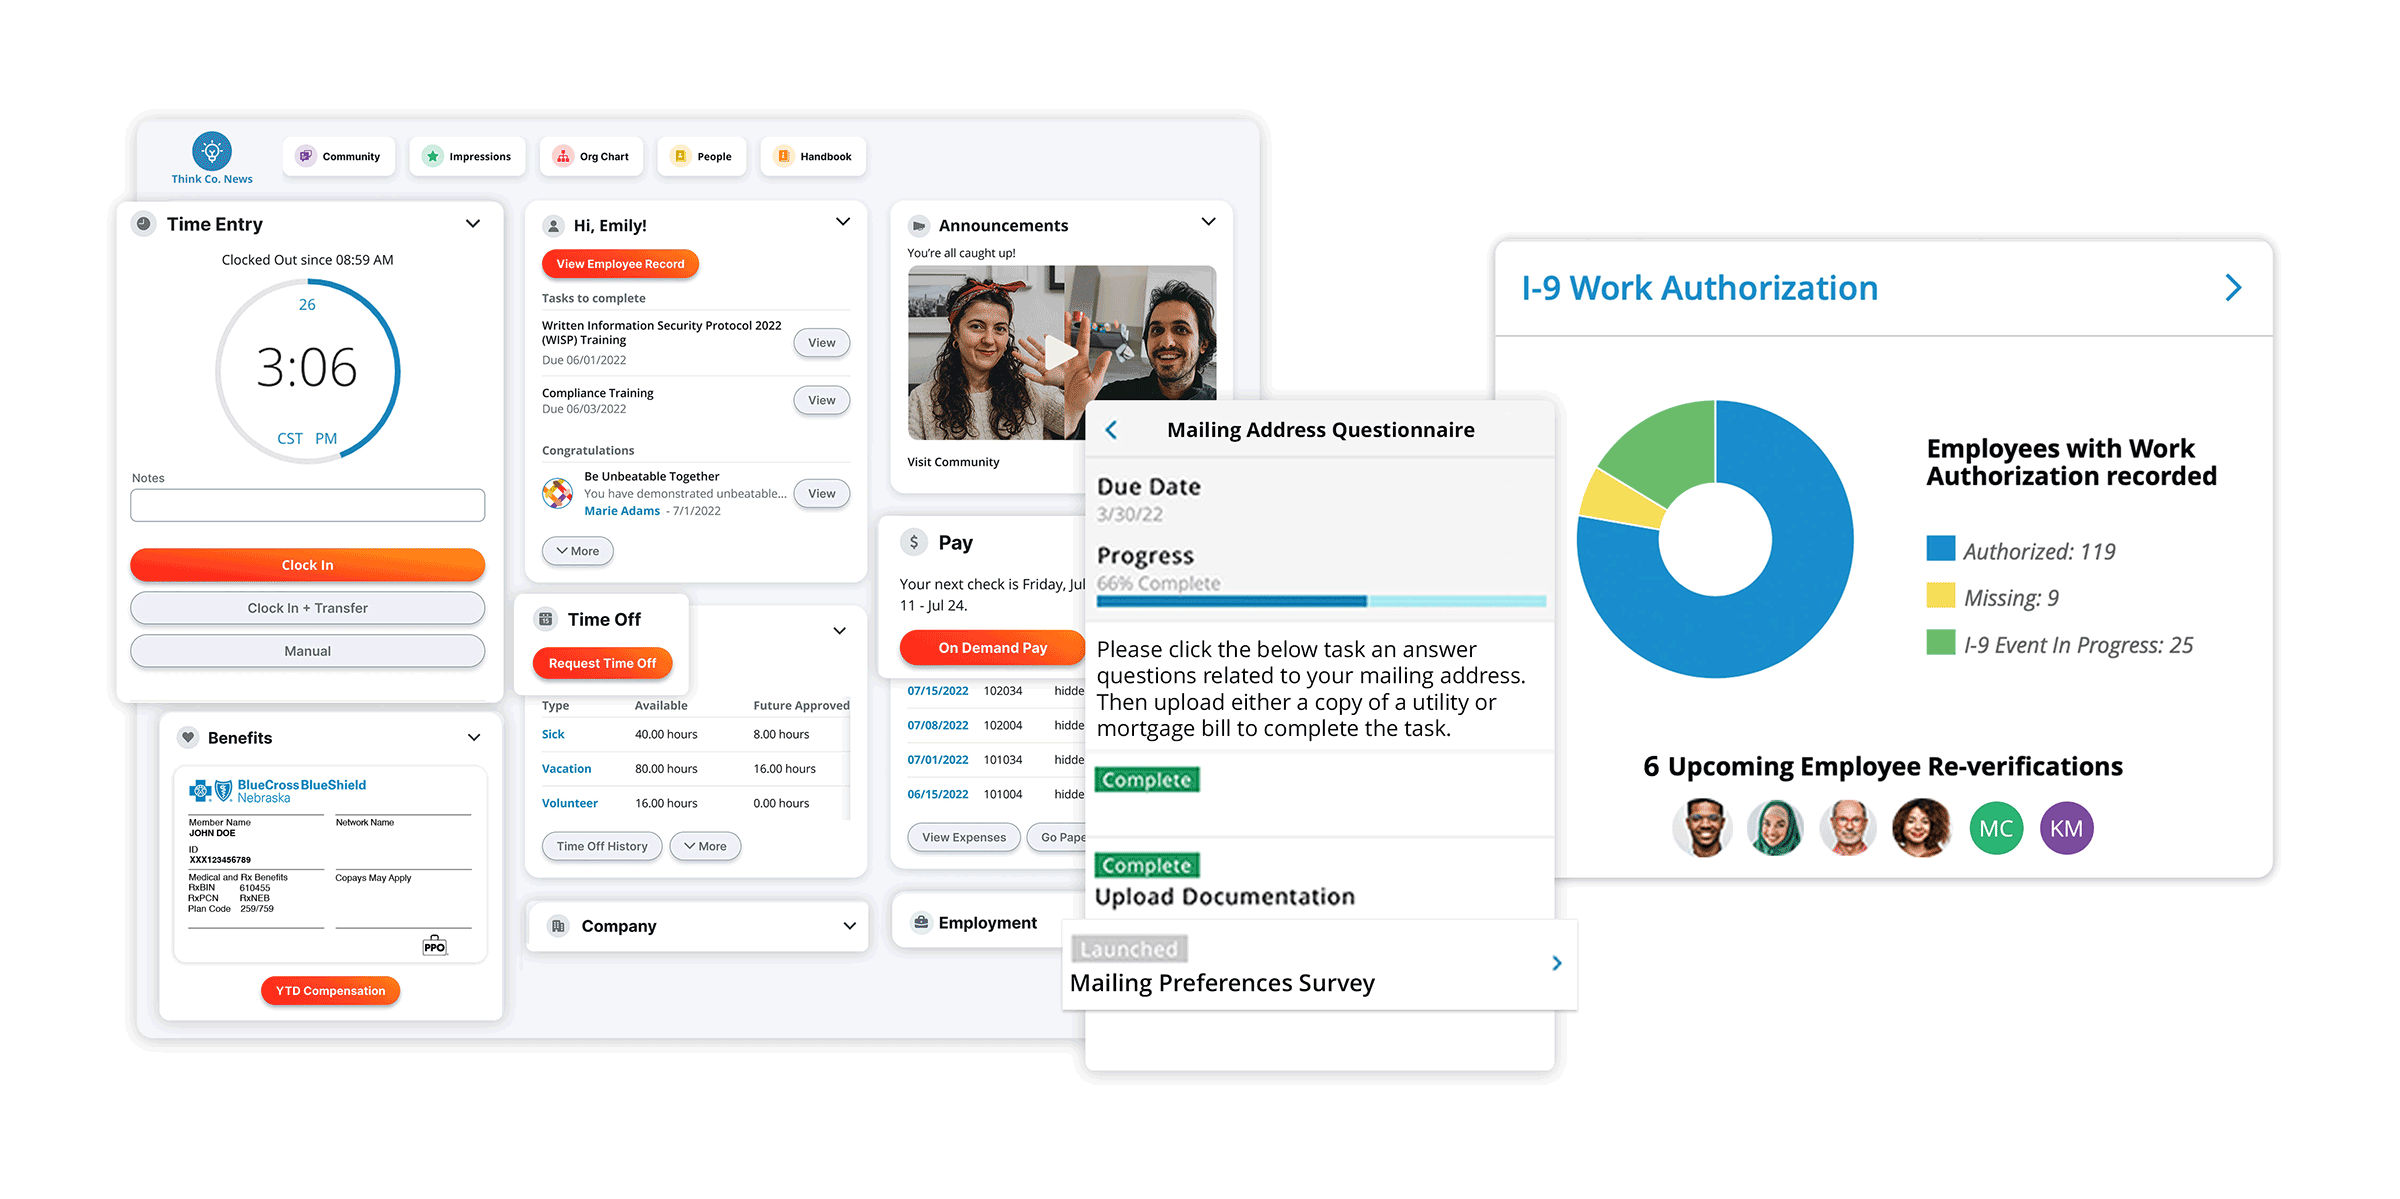 Think Co. News
Community
Impressions
Org Chart
People
Handbook
Time Entry
Clocked Out since 08:59 AM
26
3:06
CST PM
Notes
Clock In
Clock In + Transfer
Manual
Benefits
BlueCross BlueShield
Nebraska
Member Name
JOHN DOE
Network Name
ID
XXX123456789
Medical and Rx Benefits
Copays May Apply
RxBIN 610455
RxPCN RxNEB
Plan Code 259/759
PPO
YTD Compensation
Hi, Emily!
View Employee Record
Tasks to complete
Written Information Security Protocol 2022
(WISP) Training
Due 06/01/2022
View
Compliance Training
Due 06/03/2022
View
Congratulations
Be Unbeatable Together
You have demonstrated unbeatable...
Marie Adams - 7/1/2022
View
More
Time Off
Request Time Off
Type Available Future Approved
Sick 40.00 hours 8.00 hours
Vacation 80.00 hours 16.00 hours
Volunteer 16.00 hours 0.00 hours
Time Off History
More
Company
Announcements
You're all caught up!
Visit Community
$
Pay
Your next check is Friday, Jul
11 - Jul 24.
On Demand Pay
07/15/2022 102034 hidde
07/08/2022 102004 hidde
07/01/2022 101034 hidde
06/15/2022 101004 hidde
View Expenses
Go Pape
Employment
Mailing Address Questionnaire
Due Date
3/30/22
Progress
66% Complete
Please click the below task an answer
questions related to your mailing address.
Then upload either a copy of a utility or
mortgage bill to complete the task.
Complete
Complete
Upload Documentation
Launched
Mailing Preferences Survey
I-9 Work Authorization
Employees with Work
Authorization recorded
Authorized: 119
Missing: 9
I-9 Event In Progress: 25
6 Upcoming Employee Re-verifications
MC
KM